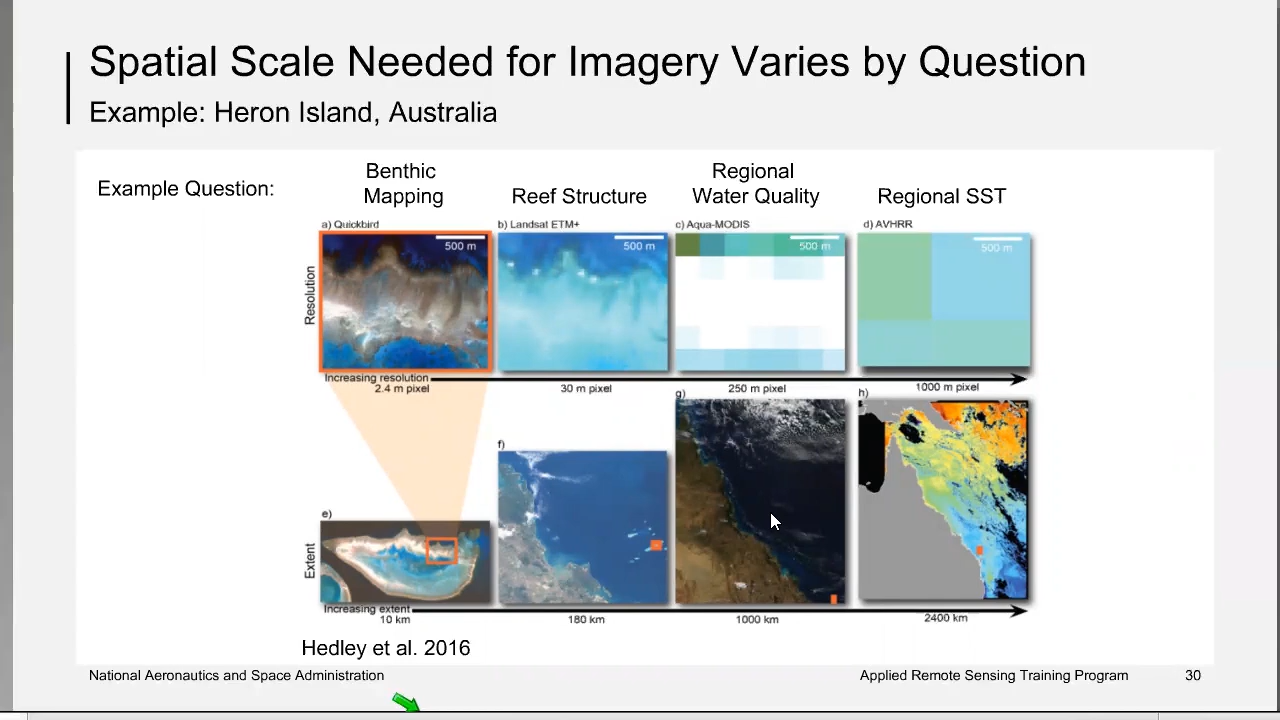 Spatial Scale Needed for Imagery Varies by Question
Example: Heron Island, Australia
Example Question:
Benthic
Mapping
Reef Structure
Regional
Water Quality
Regional SST
a) Quickbird
b) Landsat ETM+
c) Aqua-MODIS
d) AVHRR
500 m
500 m
500 m
500 m
Resolution
Increasing resolution
2.4 m pixel
30 m pixel
250 m pixel
1000 m pixel
e)
f)
g)
h)
Extent
Increasing extent
10 km
180 km
1000 km
2400 km
Hedley et al. 2016
National Aeronautics and Space Administration
Applied Remote Sensing Training Program
30